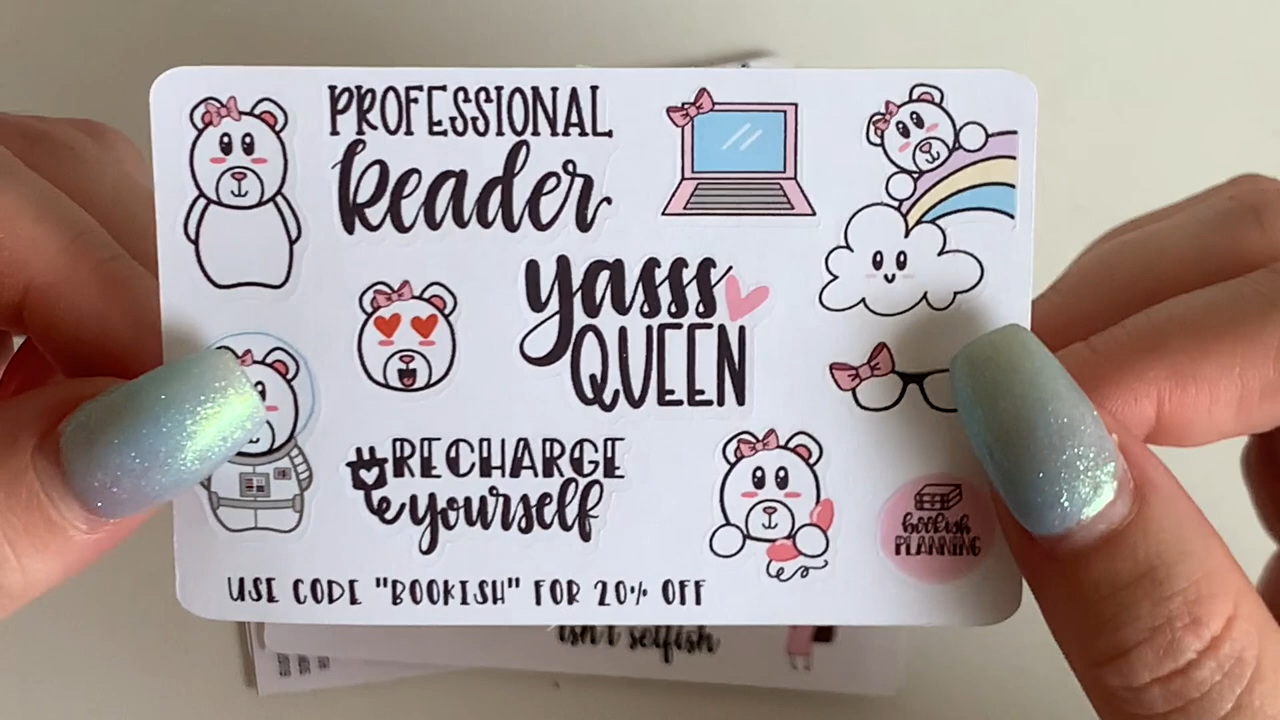 PROFESSIONAL
Reader
yasss
QUEEN
RECHARGE
yourself
bookish
PLANNING
USE CODE "BOOKISH" FOR 20% OFF
isn't selfish